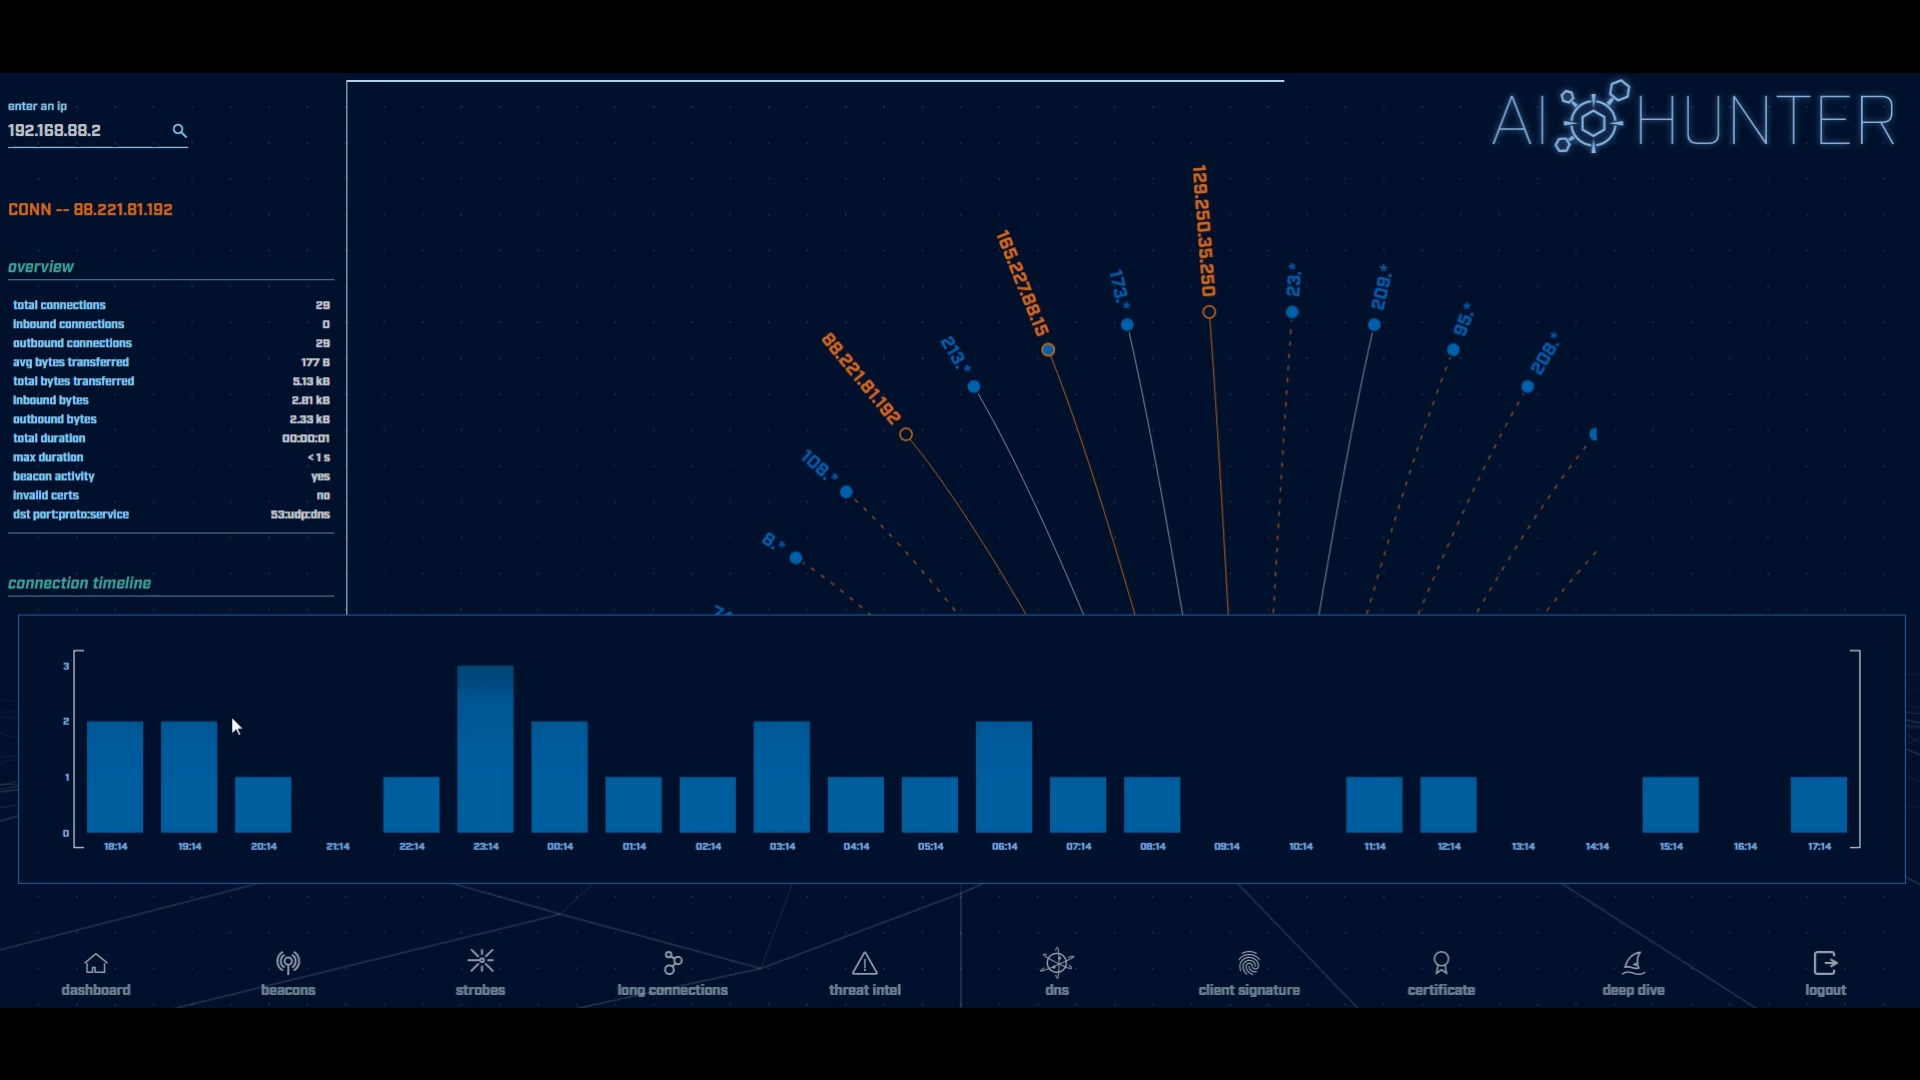 enter an ip
192.168.88.2
AI HUNTER
CONN -- 88.221.81.192
overview
total connections 29
inbound connections 0
outbound connections 29
avg bytes transferred 177 B
total bytes transferred 5.13 kB
inbound bytes 2.81 kB
outbound bytes 2.33 kB
total duration 00:00:01
max duration < 1 s
beacon activity yes
invalid certs no
dst port:proto:service 53:udp:dns
connection timeline
8.*
108.*
88.221.81.192
213.*
165.227.88.15
173.*
129.250.35.250
23.*
209.*
95.*
208.*
3
2
1
0
18:14 19:14 20:14 21:14 22:14 23:14 00:14 01:14 02:14 03:14 04:14 05:14 06:14 07:14 08:14 09:14 10:14 11:14 12:14 13:14 14:14 15:14 16:14 17:14
dashboard beacons strobes long connections threat intel dns client signature certificate deep dive logout